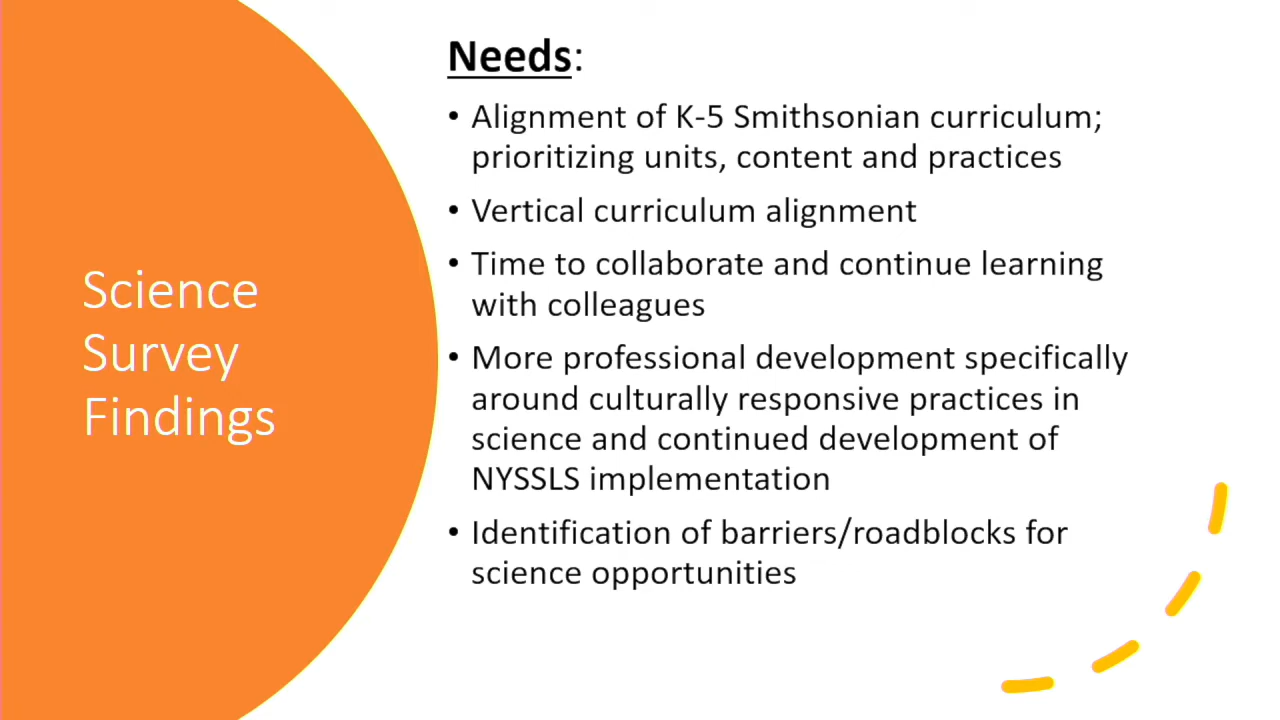 Science
Survey
Findings
Needs:
• Alignment of K-5 Smithsonian curriculum;
prioritizing units, content and practices
• Vertical curriculum alignment
• Time to collaborate and continue learning
with colleagues
• More professional development specifically
around culturally responsive practices in
science and continued development of
NYSSLS implementation
• Identification of barriers/roadblocks for
science opportunities